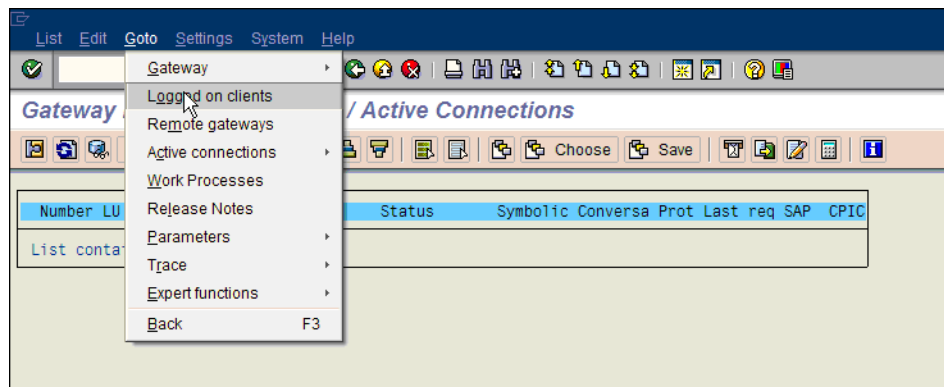 List Edit Goto Settings System Help
Gateway
Logged on clients
Remote gateways
Active connections
Work Processes
Release Notes
Parameters
Trace
Expert functions
Back F3
Gateway / Active Connections
Choose Save
Number LU Status Symbolic Conversa Prot Last req SAP CPIC
List